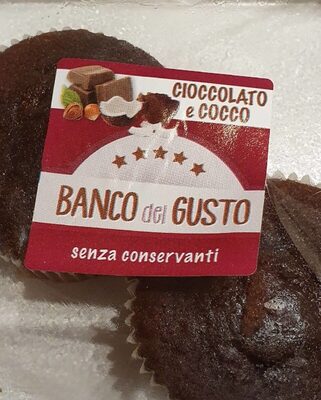 CIOCCOLATO
e COCCO
BANCO del GUSTO
senza conservanti